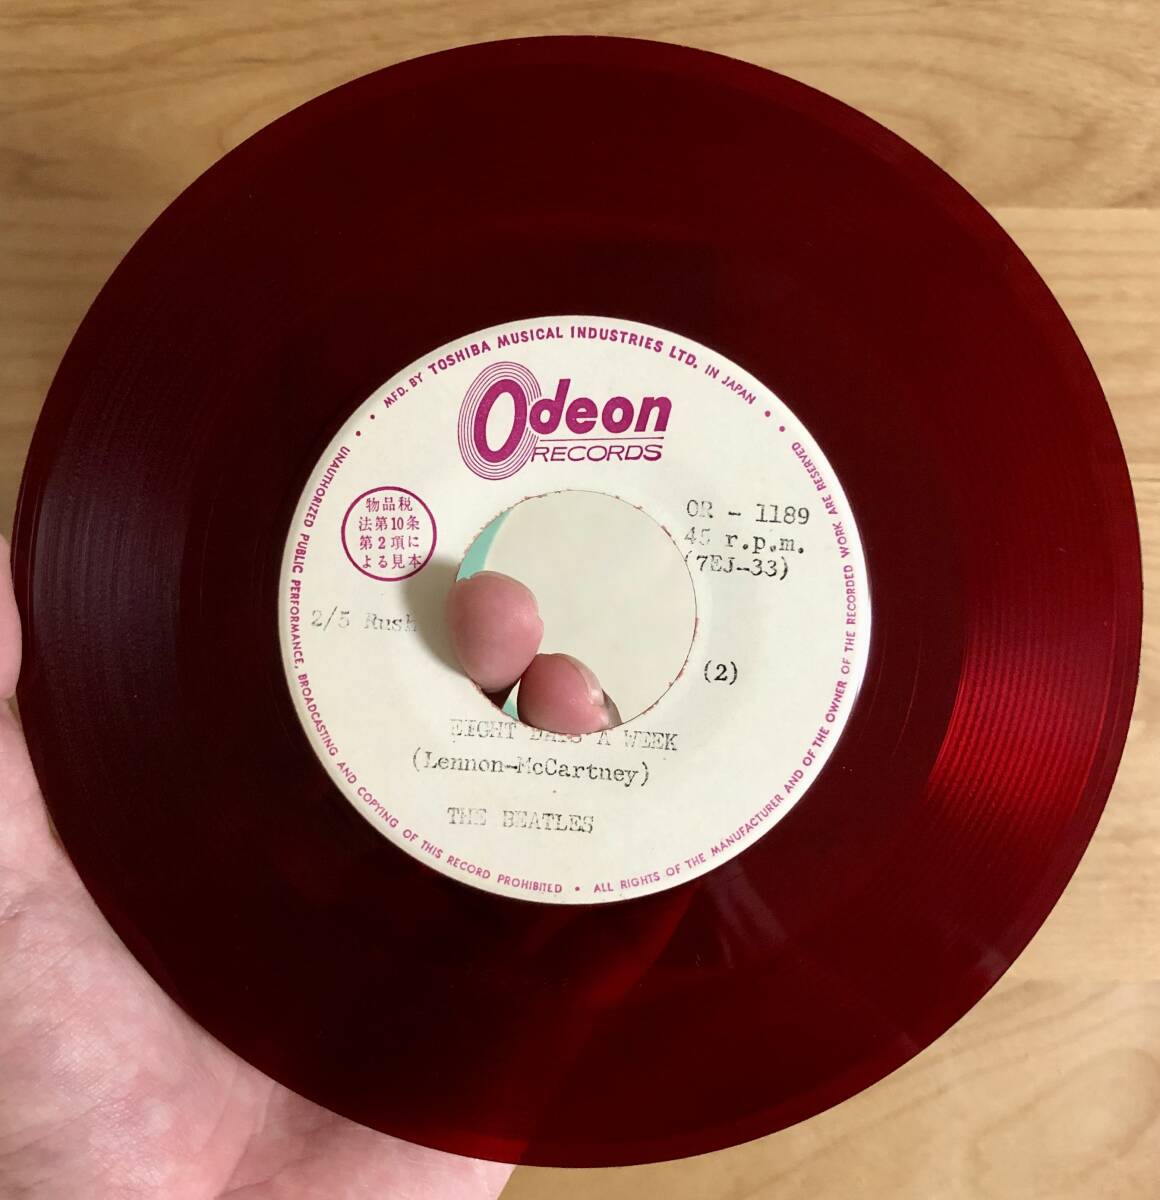 MFD. BY TOSHIBA MUSICAL INDUSTRIES LTD. IN JAPAN
Odeon
RECORDS
物品税
法第10条
第2項に
よる見本
OR - 1189
45 r.p.m.
(7EJ-33)
2/5 Rush
(2)
EIGHT DAYS A WEEK
(Lennon-McCartney)
THE BEATLES
UNAUTHORIZED PUBLIC PERFORMANCE, BROADCASTING AND COPYING OF THIS RECORD PROHIBITED • ALL RIGHTS OF THE MANUFACTURER AND OF THE OWNER OF THE RECORDED WORK ARE RESERVED